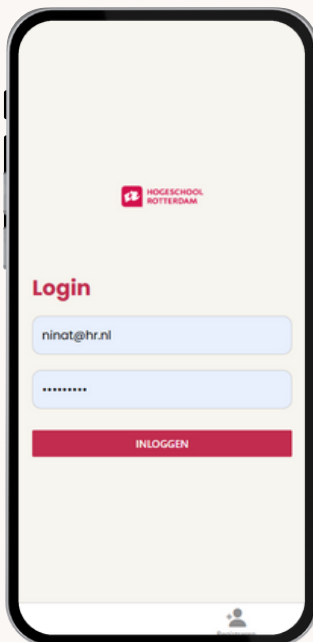 HOGESCHOOL
ROTTERDAM
Login
ninat@hr.nl
•••••••••
INLOGGEN